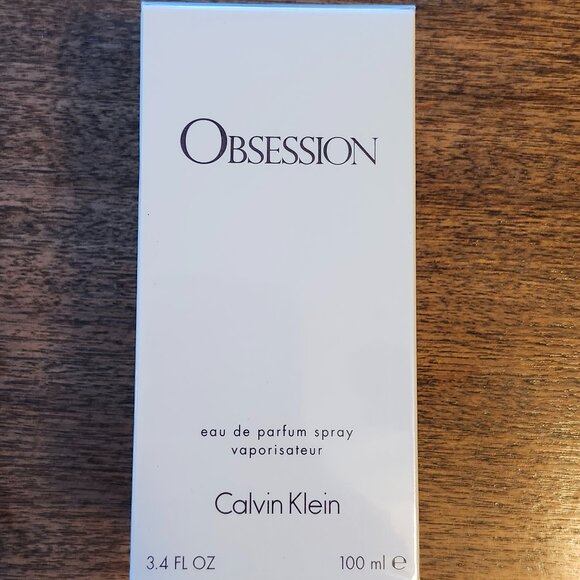 OBSESSION
eau de parfum spray
vaporisateur
Calvin Klein
3.4 FL OZ 100 ml ℮